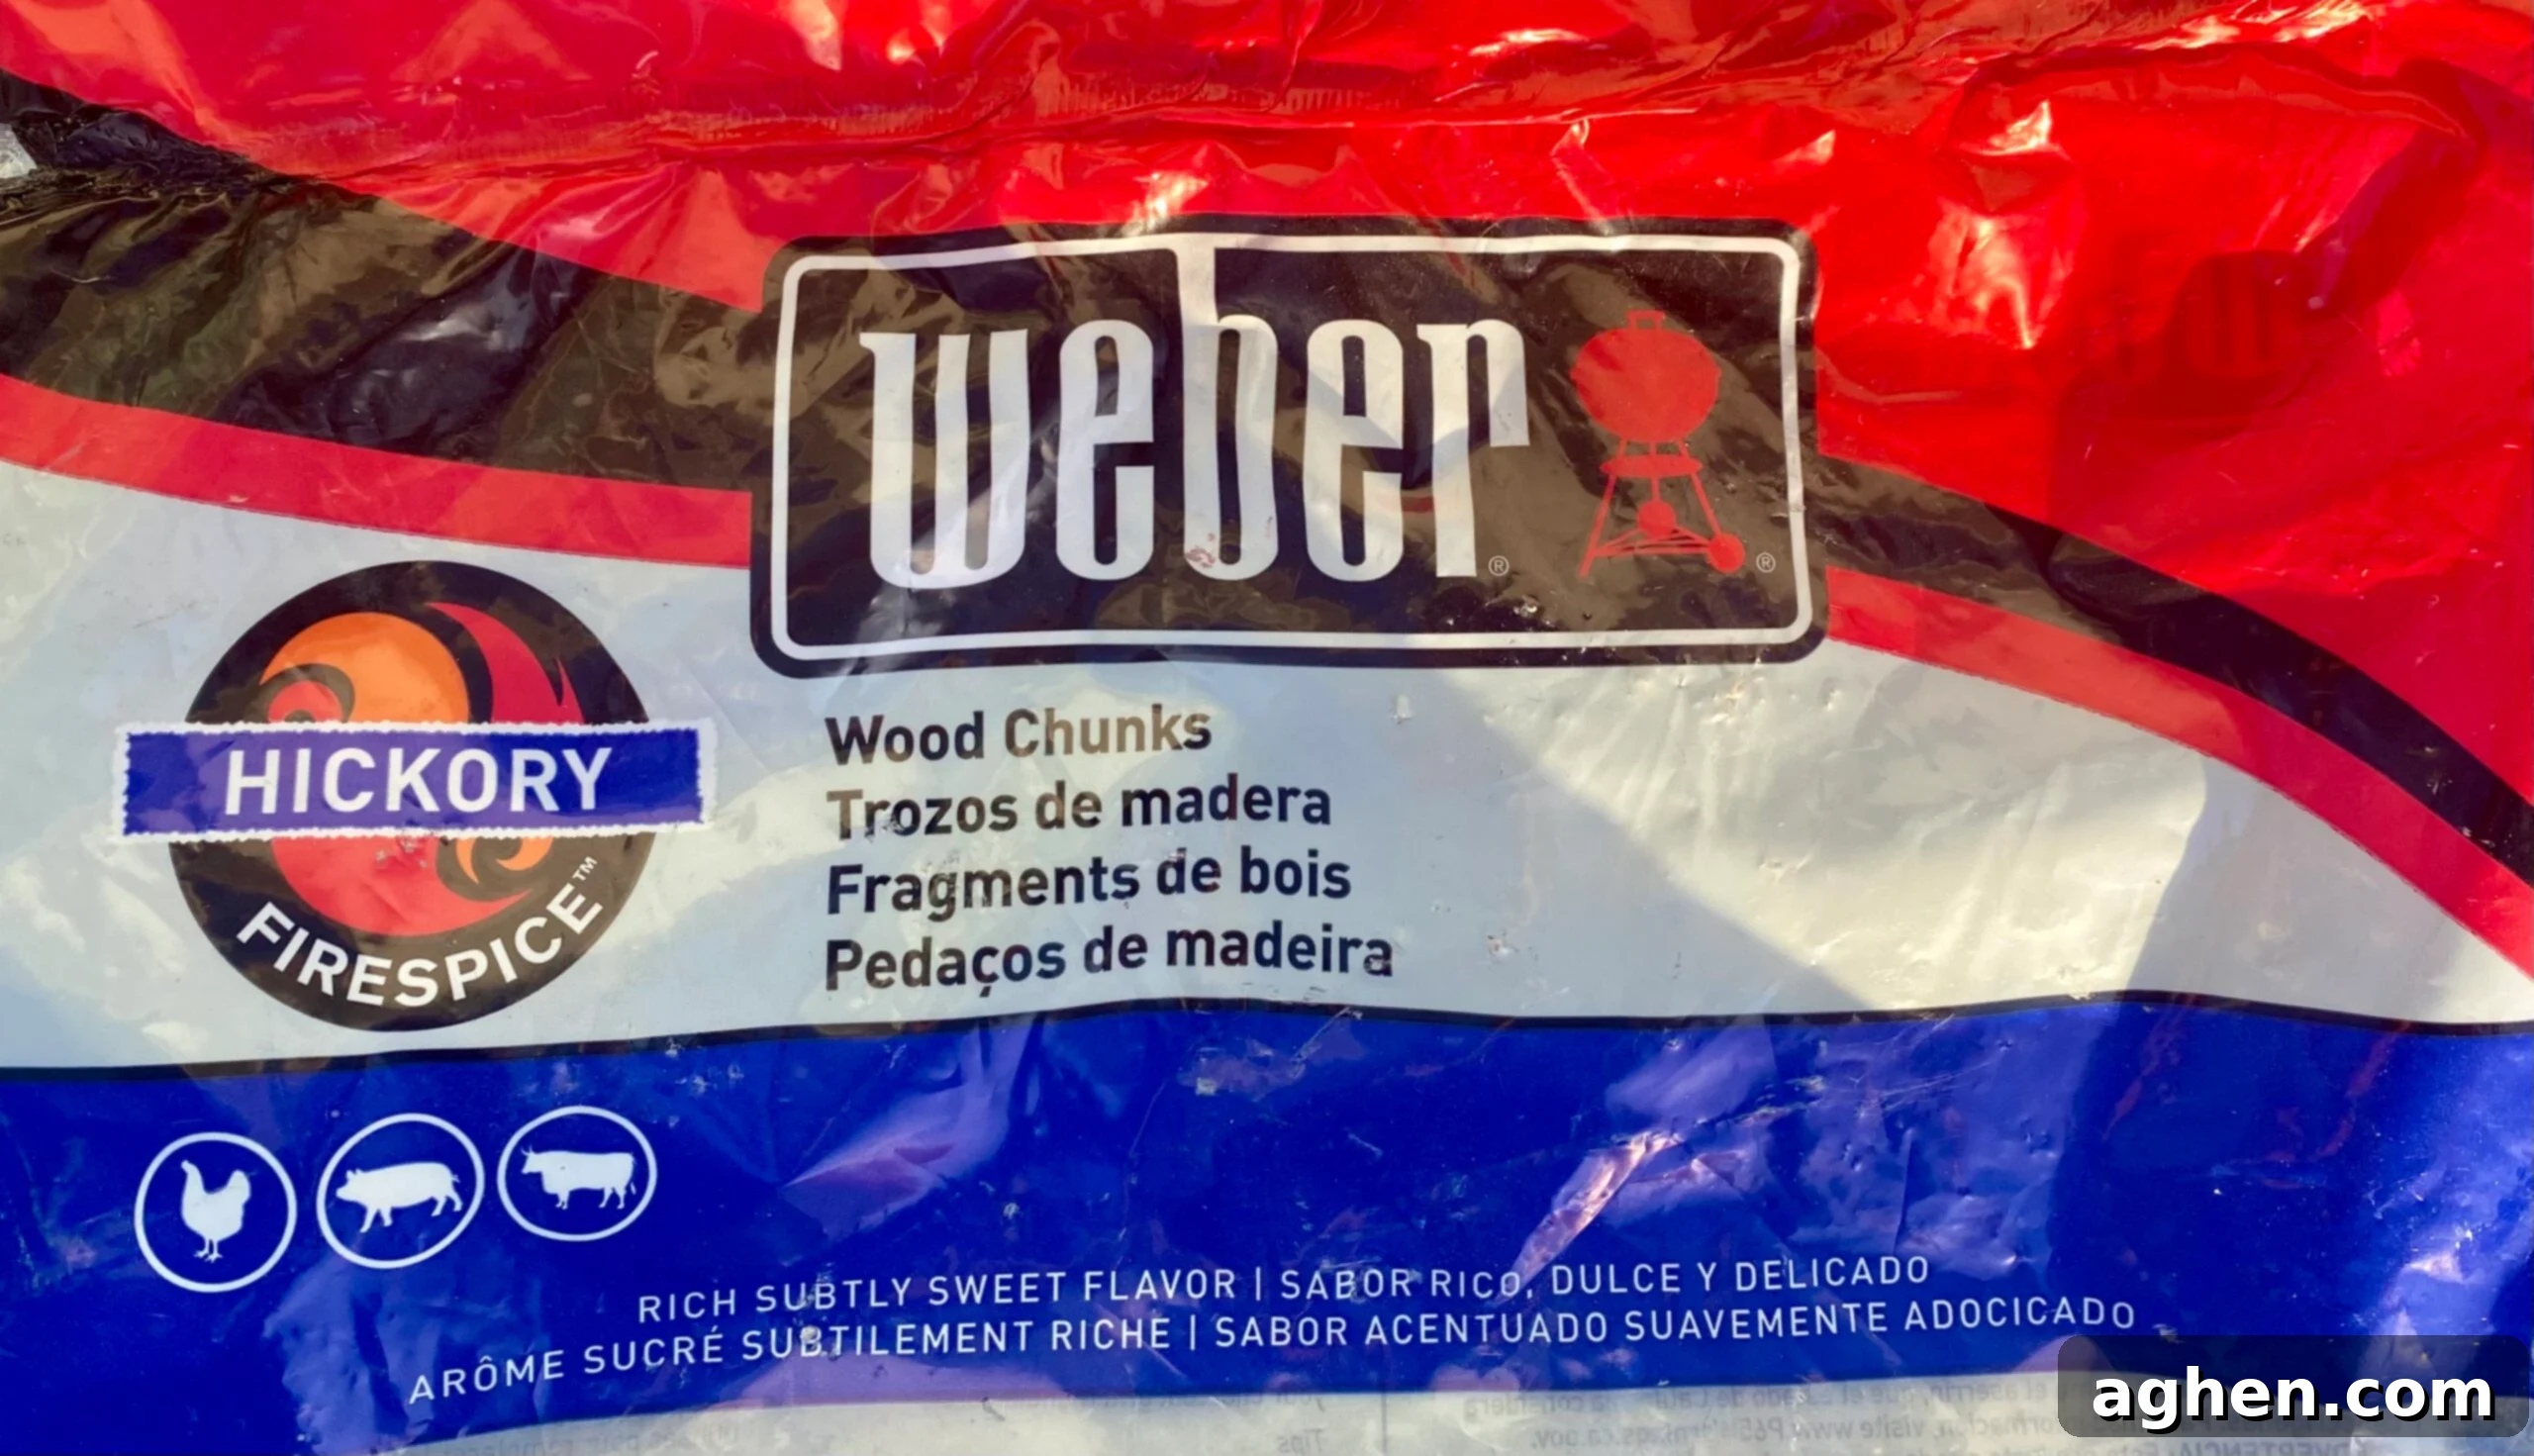 weber® ®
HICKORY
FIRESPICE™
Wood Chunks
Trozos de madera
Fragments de bois
Pedaços de madeira
RICH SUBTLY SWEET FLAVOR | SABOR RICO, DULCE Y DELICADO
ARÔME SUCRÉ SUBTILEMENT RICHE | SABOR ACENTUADO SUAVEMENTE ADOCICADO
aghen.com